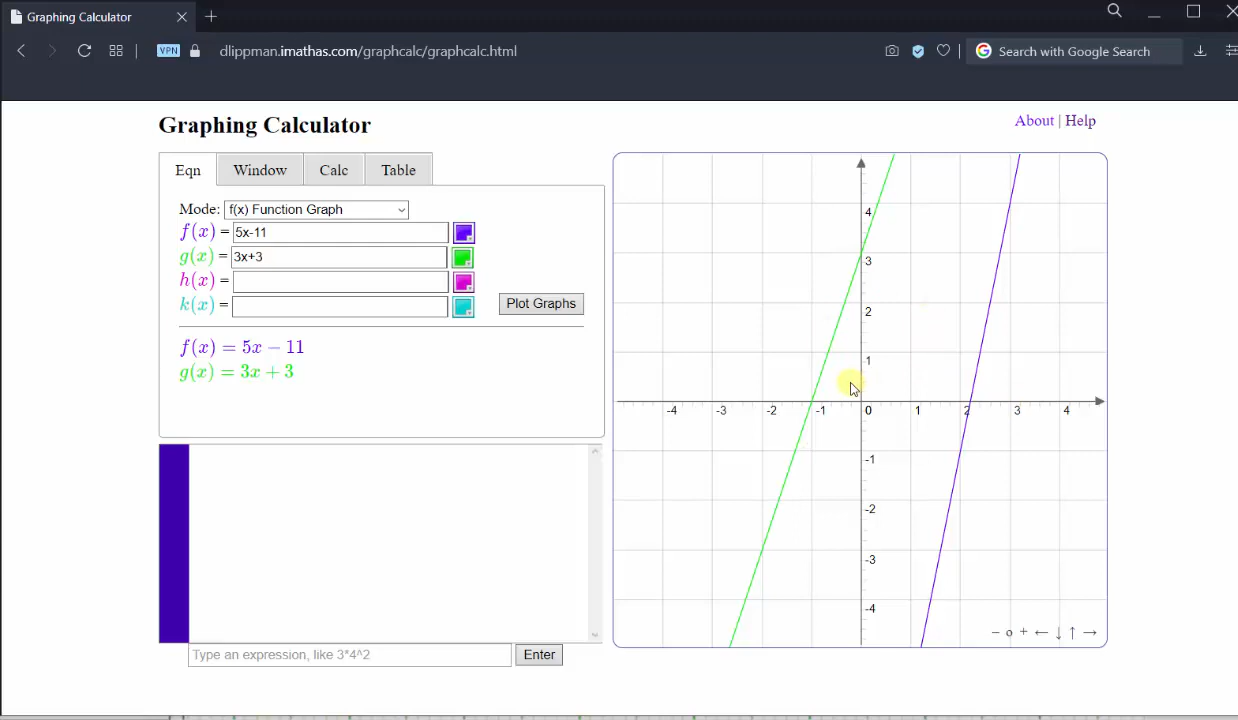 Graphing Calculator
VPN dlippman.imathas.com/graphcalc/graphcalc.html G Search with Google Search
Graphing Calculator
About | Help
Eqn Window Calc Table
Mode: f(x) Function Graph
f(x) = 5x-11
g(x) = 3x+3
h(x) =
k(x) =
Plot Graphs
f(x) = 5x − 11
g(x) = 3x + 3
Type an expression, like 3*4^2 Enter
4
3
2
1
-4 -3 -2 -1 0 1 2 3 4
-1
-2
-3
-4
− o + ← ↓ ↑ →